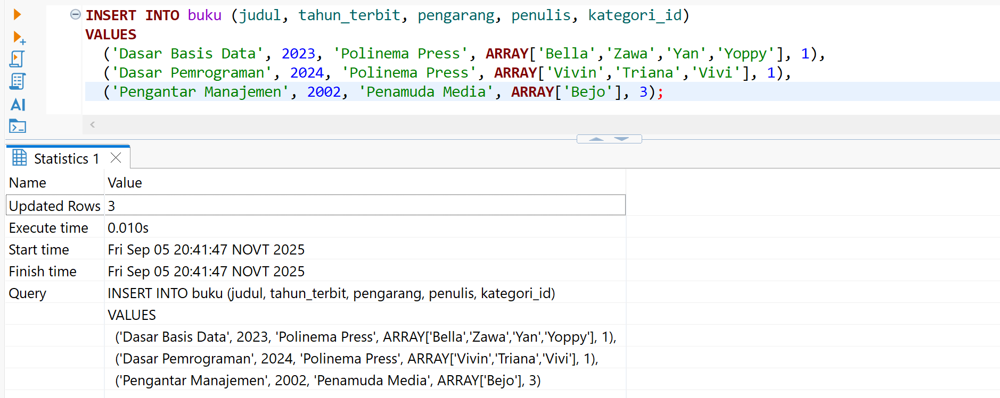 INSERT INTO buku (judul, tahun_terbit, pengarang, penulis, kategori_id)
VALUES
('Dasar Basis Data', 2023, 'Polinema Press', ARRAY['Bella','Zawa','Yan','Yoppy'], 1),
('Dasar Pemrograman', 2024, 'Polinema Press', ARRAY['Vivin','Triana','Vivi'], 1),
('Pengantar Manajemen', 2002, 'Penamuda Media', ARRAY['Bejo'], 3);
AI
Statistics 1
Name Value
Updated Rows 3
Execute time 0.010s
Start time Fri Sep 05 20:41:47 NOVT 2025
Finish time Fri Sep 05 20:41:47 NOVT 2025
Query INSERT INTO buku (judul, tahun_terbit, pengarang, penulis, kategori_id)
VALUES
('Dasar Basis Data', 2023, 'Polinema Press', ARRAY['Bella','Zawa','Yan','Yoppy'], 1),
('Dasar Pemrograman', 2024, 'Polinema Press', ARRAY['Vivin','Triana','Vivi'], 1),
('Pengantar Manajemen', 2002, 'Penamuda Media', ARRAY['Bejo'], 3)